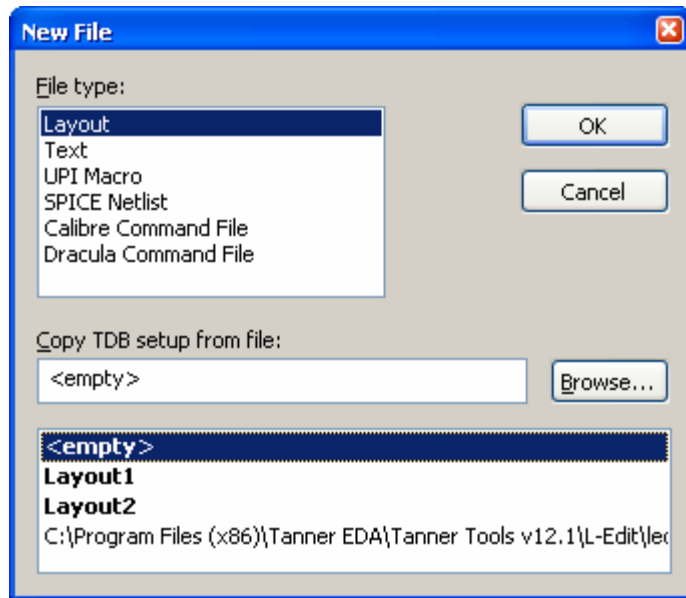 New File
File type:
Layout
Text
UPI Macro
SPICE Netlist
Calibre Command File
Dracula Command File
OK
Cancel
Copy TDB setup from file:
<empty>
Browse...
<empty>
Layout1
Layout2
C:\Program Files (x86)\Tanner EDA\Tanner Tools v12.1\L-Edit\lec